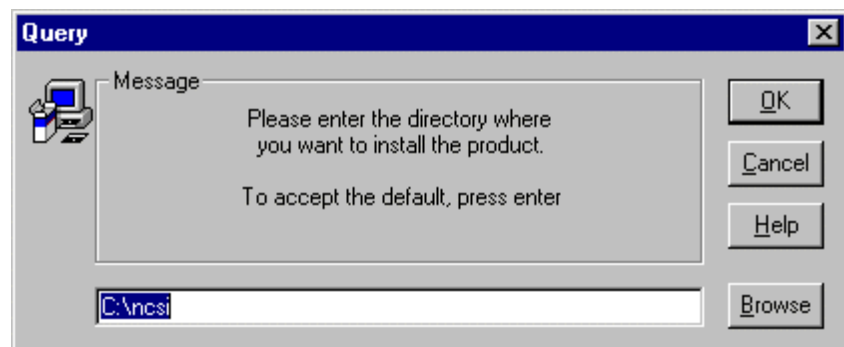 Query
Message
Please enter the directory where
you want to install the product.
To accept the default, press enter
C:\ncsi
OK
Cancel
Help
Browse